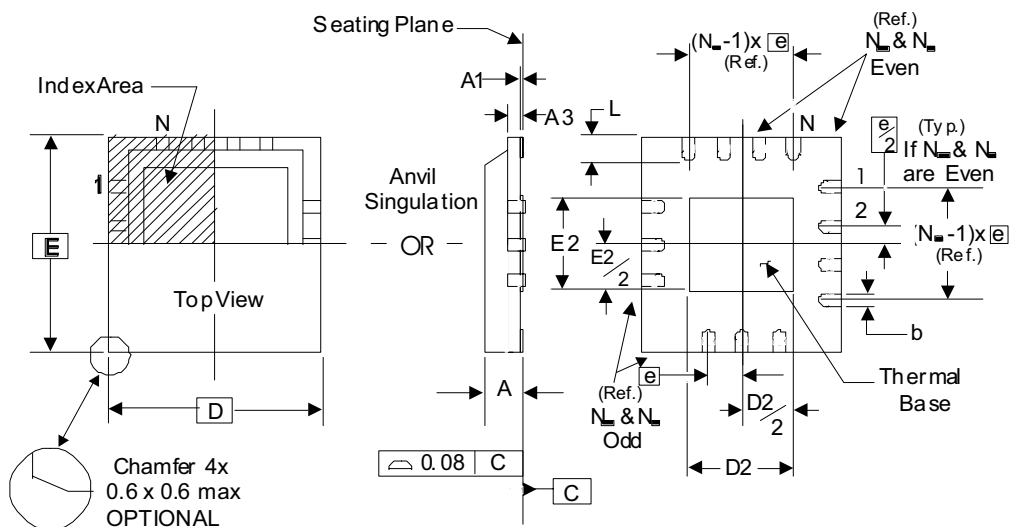 Seating Plane
(Ref.)
N & N
Even
(N -1)x e
(Ref.)
Index Area
A1
A3
L
N
N
e/2
(Typ.)
If N & N
are Even
1
1
2
Anvil
Singulation
OR
E
E2
E2/2
(N -1)x e
(Ref.)
Top View
b
A
e
(Ref.)
N & N
Odd
D2/2
Thermal
Base
D
D2
Chamfer 4x
0.6 x 0.6 max
OPTIONAL
0.08 C
C